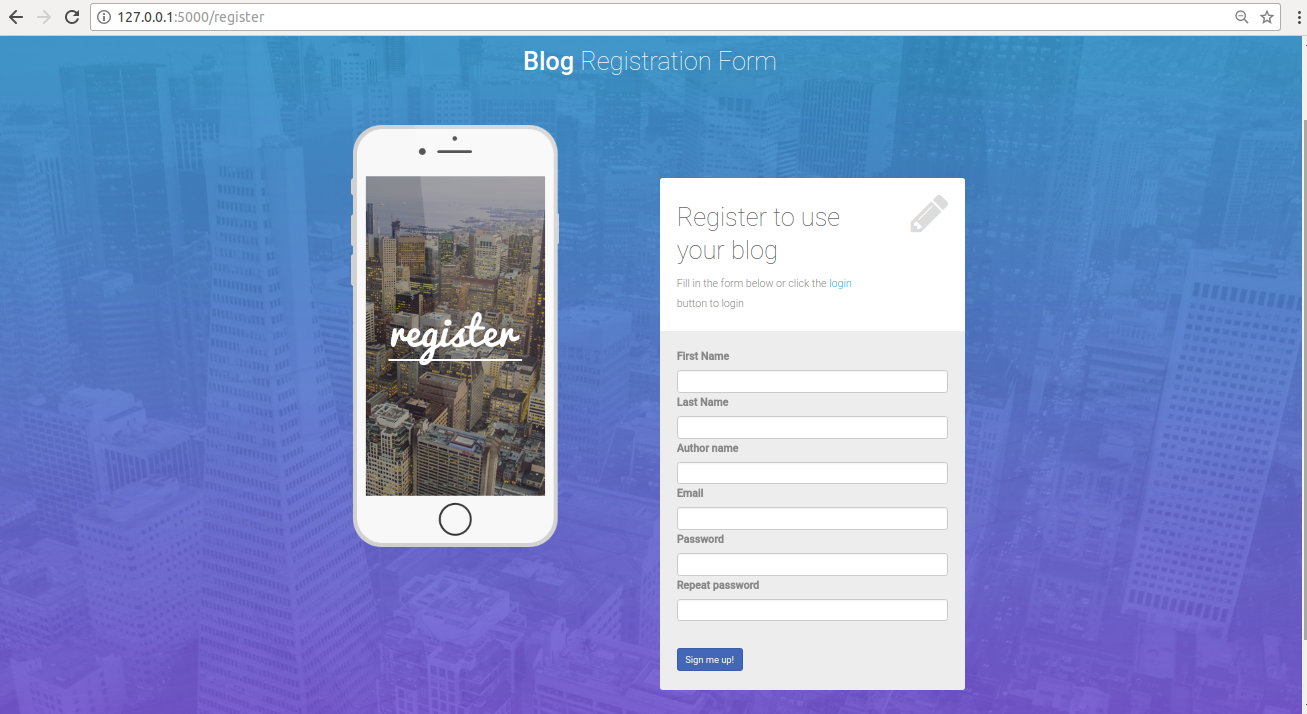 127.0.0.1:5000/register
Blog Registration Form
register
Register to use
your blog
Fill in the form below or click the login
button to login
First Name
Last Name
Author name
Email
Password
Repeat password
Sign me up!